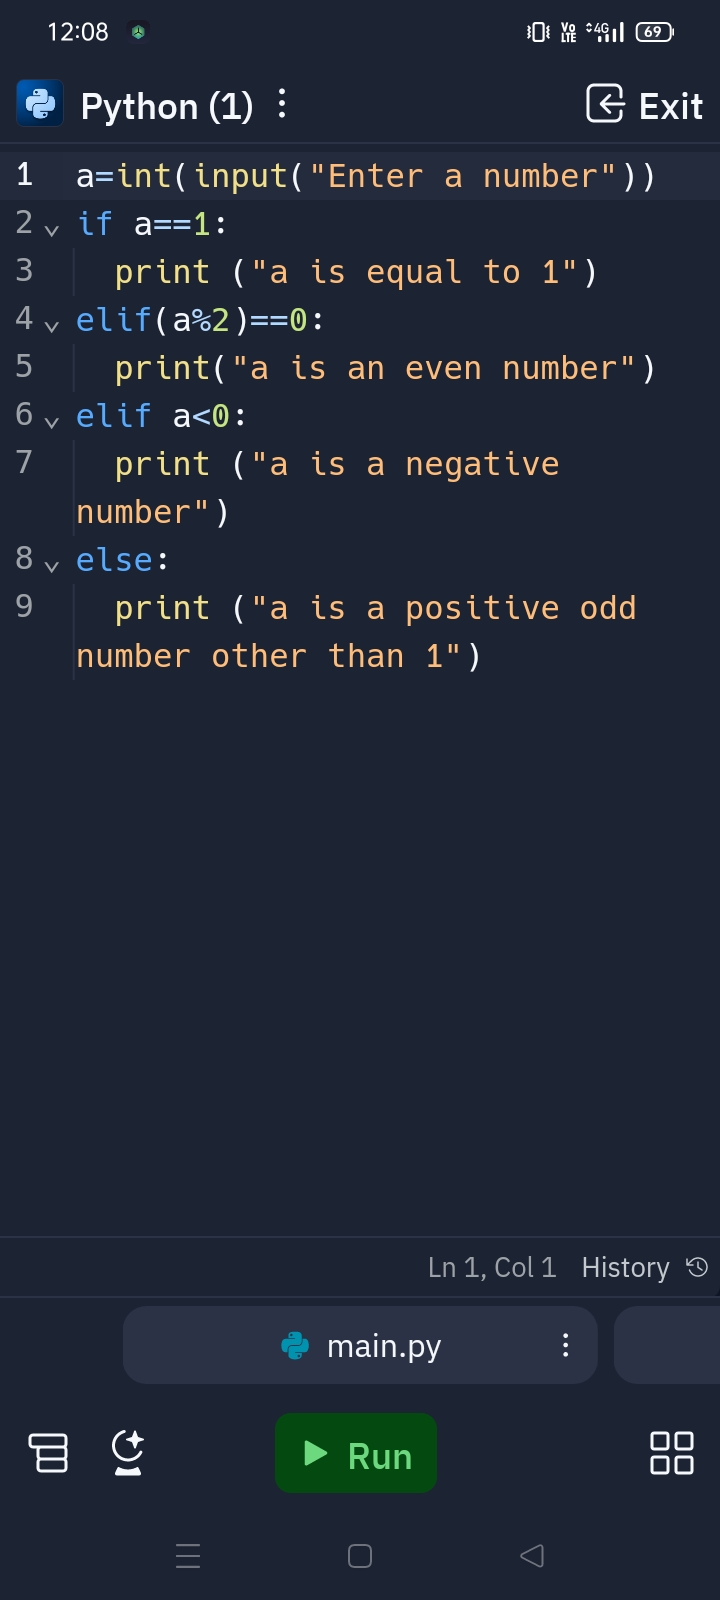 12:08 Vo LTE 4G 69
Python (1) Exit
1 a=int(input("Enter a number"))
2 if a==1:
3 print ("a is equal to 1")
4 elif(a%2)==0:
5 print("a is an even number")
6 elif a<0:
7 print ("a is a negative
number")
8 else:
9 print ("a is a positive odd
number other than 1")
Ln 1, Col 1 History
main.py
Run